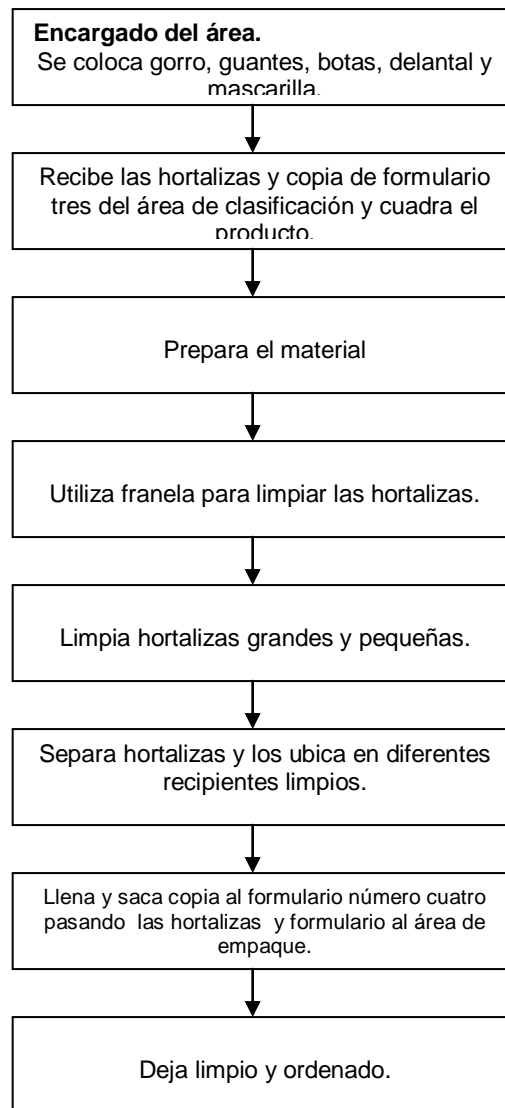 Encargado del área.
Se coloca gorro, guantes, botas, delantal y
mascarilla.
Recibe las hortalizas y copia de formulario
tres del área de clasificación y cuadra el
producto.
Prepara el material
Utiliza franela para limpiar las hortalizas.
Limpia hortalizas grandes y pequeñas.
Separa hortalizas y los ubica en diferentes
recipientes limpios.
Llena y saca copia al formulario número cuatro
pasando las hortalizas y formulario al área de
empaque.
Deja limpio y ordenado.